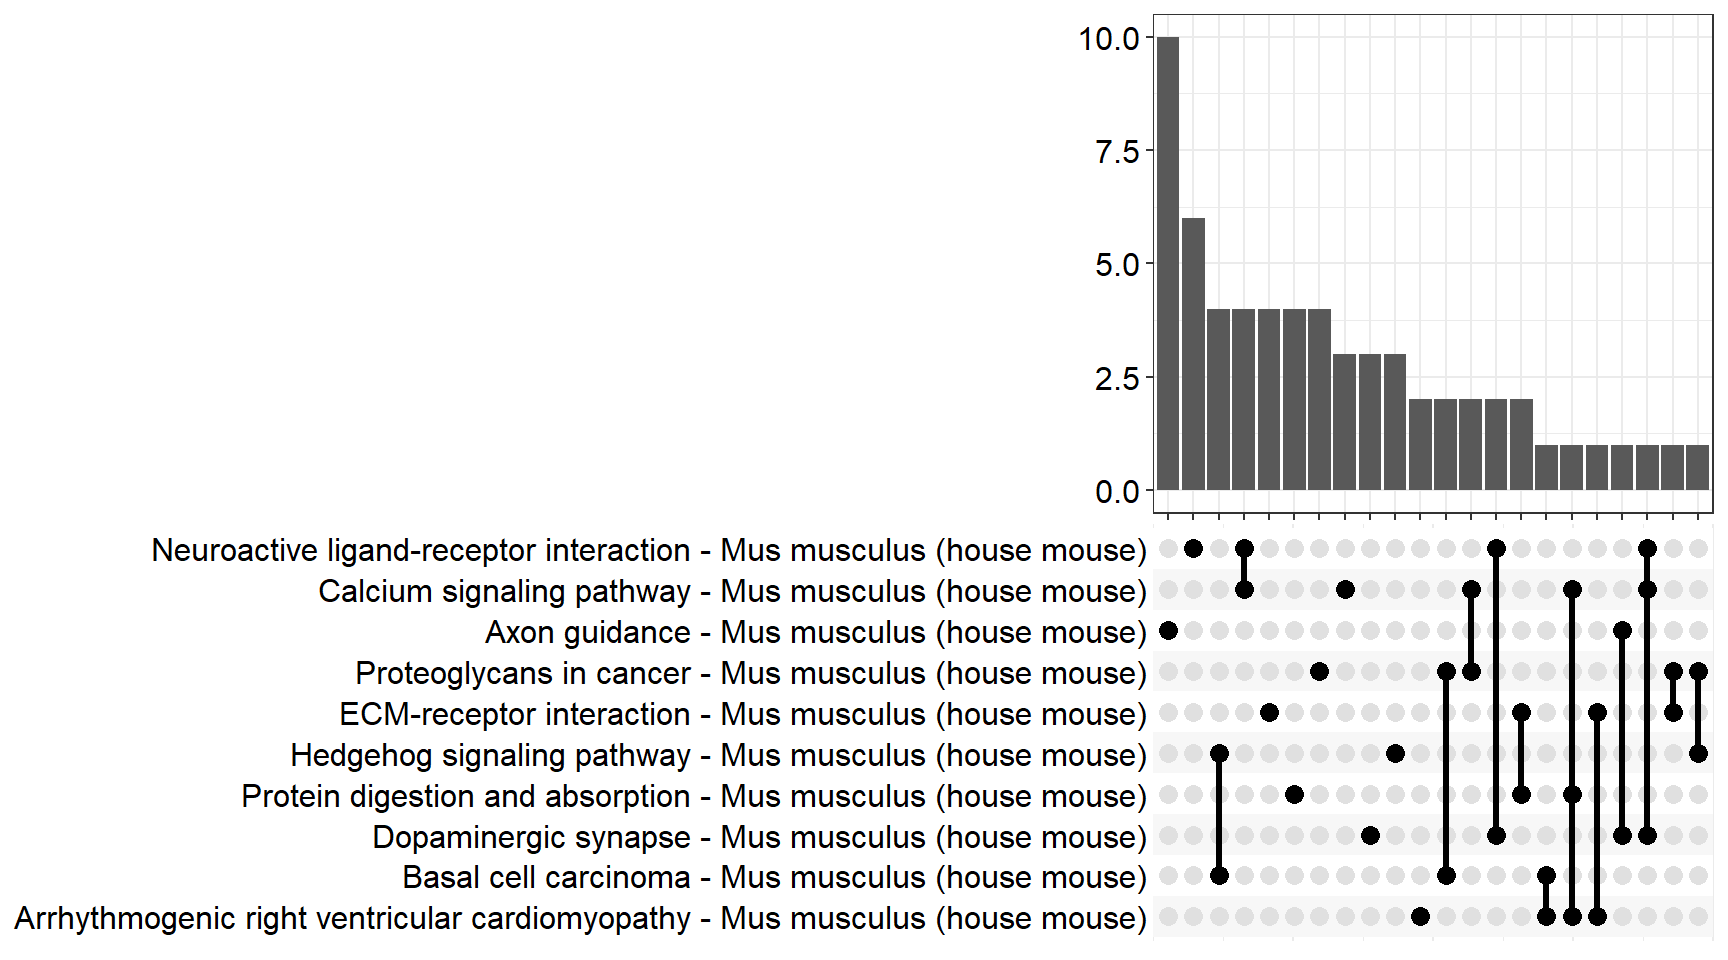 10.0
7.5
5.0
2.5
0.0
Neuroactive ligand-receptor interaction - Mus musculus (house mouse)
Calcium signaling pathway - Mus musculus (house mouse)
Axon guidance - Mus musculus (house mouse)
Proteoglycans in cancer - Mus musculus (house mouse)
ECM-receptor interaction - Mus musculus (house mouse)
Hedgehog signaling pathway - Mus musculus (house mouse)
Protein digestion and absorption - Mus musculus (house mouse)
Dopaminergic synapse - Mus musculus (house mouse)
Basal cell carcinoma - Mus musculus (house mouse)
Arrhythmogenic right ventricular cardiomyopathy - Mus musculus (house mouse)